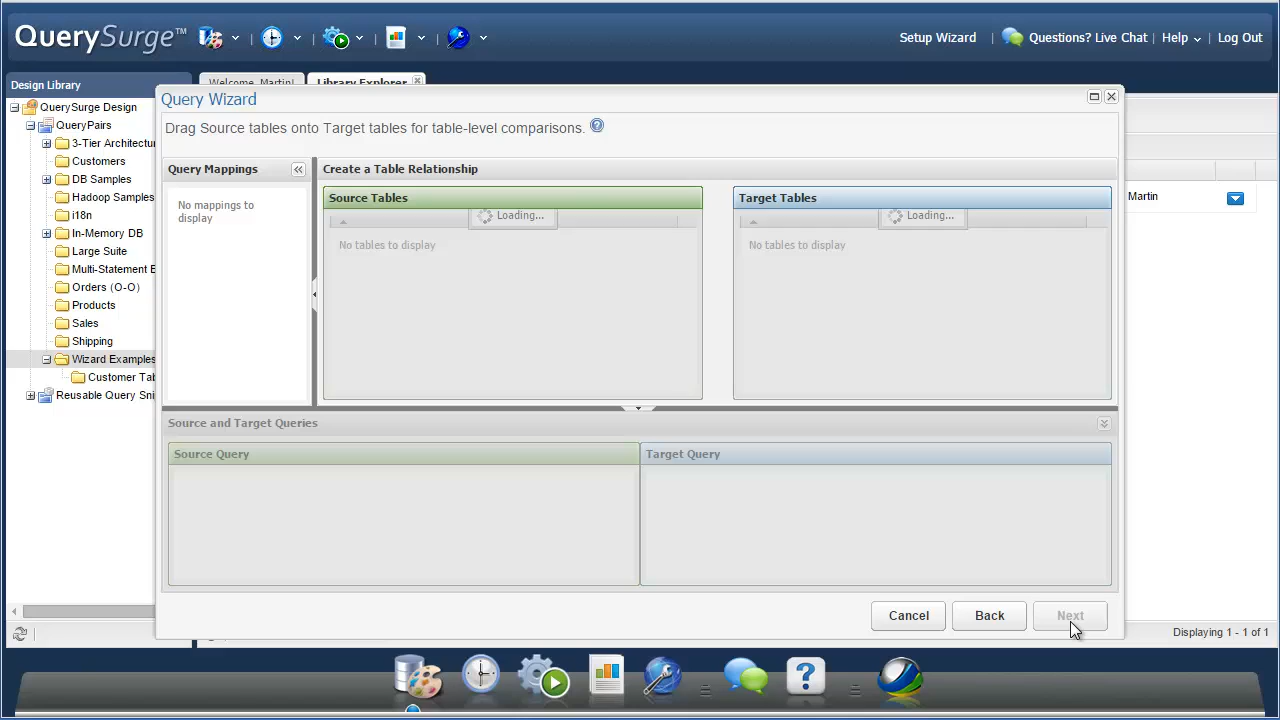 QuerySurge™
Setup Wizard
Questions? Live Chat
Help
Log Out
Design Library
Welcome, Martin!
Library Explorer
QuerySurge Design
QueryPairs
3-Tier Architectur
Customers
DB Samples
Hadoop Samples
i18n
In-Memory DB
Large Suite
Multi-Statement E
Orders (O-O)
Products
Sales
Shipping
Wizard Examples
Customer Tab
Reusable Query Sni
Query Wizard
Drag Source tables onto Target tables for table-level comparisons.
Query Mappings
No mappings to
display
Create a Table Relationship
Source Tables
Loading...
No tables to display
Target Tables
Loading...
No tables to display
Martin
Source and Target Queries
Source Query
Target Query
Cancel
Back
Next
Displaying 1 - 1 of 1